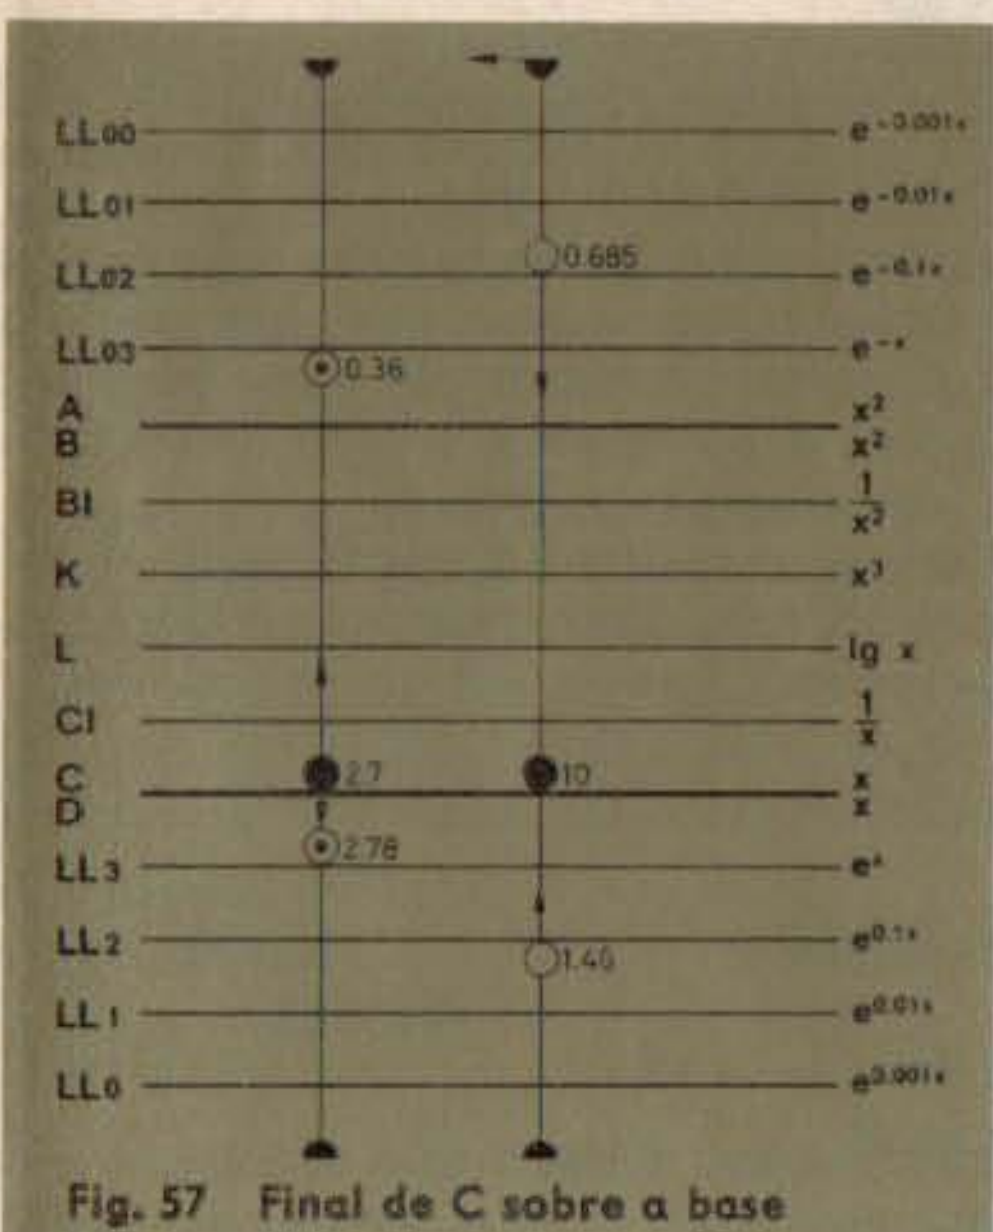 LL00 e^-0.001x
LL01 e^-0.01x
0.685
LL02 e^-0.1x
LL03 e^-x
0.36
A x²
B x²
BI 1/x²
K x³
L lg x
CI 1/x
C 2.7 10 x
D x
2.78
LL3 e^x
LL2 e^0.1x
1.46
LL1 e^0.01x
LL0 e^0.001x
Fig. 57 Final de C sobre a base